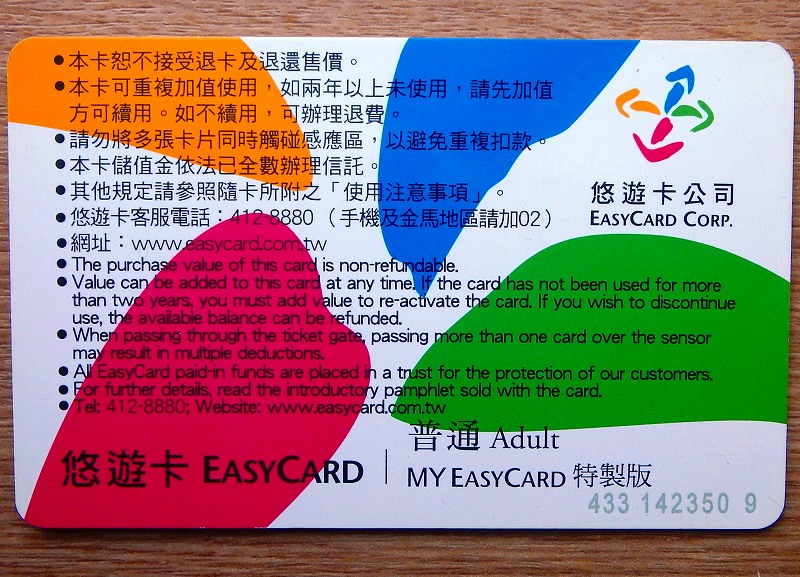 ●本卡恕不接受退卡及退還售價。
●本卡可重複加值使用，如兩年以上未使用，請先加值
方可續用。如不續用，可辦理退費。
●請勿將多張卡片同時觸碰感應區，以避免重複扣款。
●本卡儲值金依法已全數辦理信託。
●其他規定請參照隨卡所附之「使用注意事項」。
●悠遊卡客服電話：412-8880（手機及金馬地區請加02）
●網址：www.easycard.com.tw
●The purchase value of this card is non-refundable.
●Value can be added to this card at any time. If the card has not been used for more
than two years, you must add value to re-activate the card. If you wish to discontinue
use, the available balance can be refunded.
●When passing through the ticket gate, passing more than one card over the sensor
may result in multiple deductions.
●All EasyCard paid-in funds are placed in a trust for the protection of our customers.
●For further details, read the introductory pamphlet sold with the card.
●Tel: 412-8880; Website: www.easycard.com.tw
悠遊卡公司
EASYCARD CORP.
悠遊卡 EASYCARD
普通 Adult
MY EASYCARD 特製版
433 142350 9